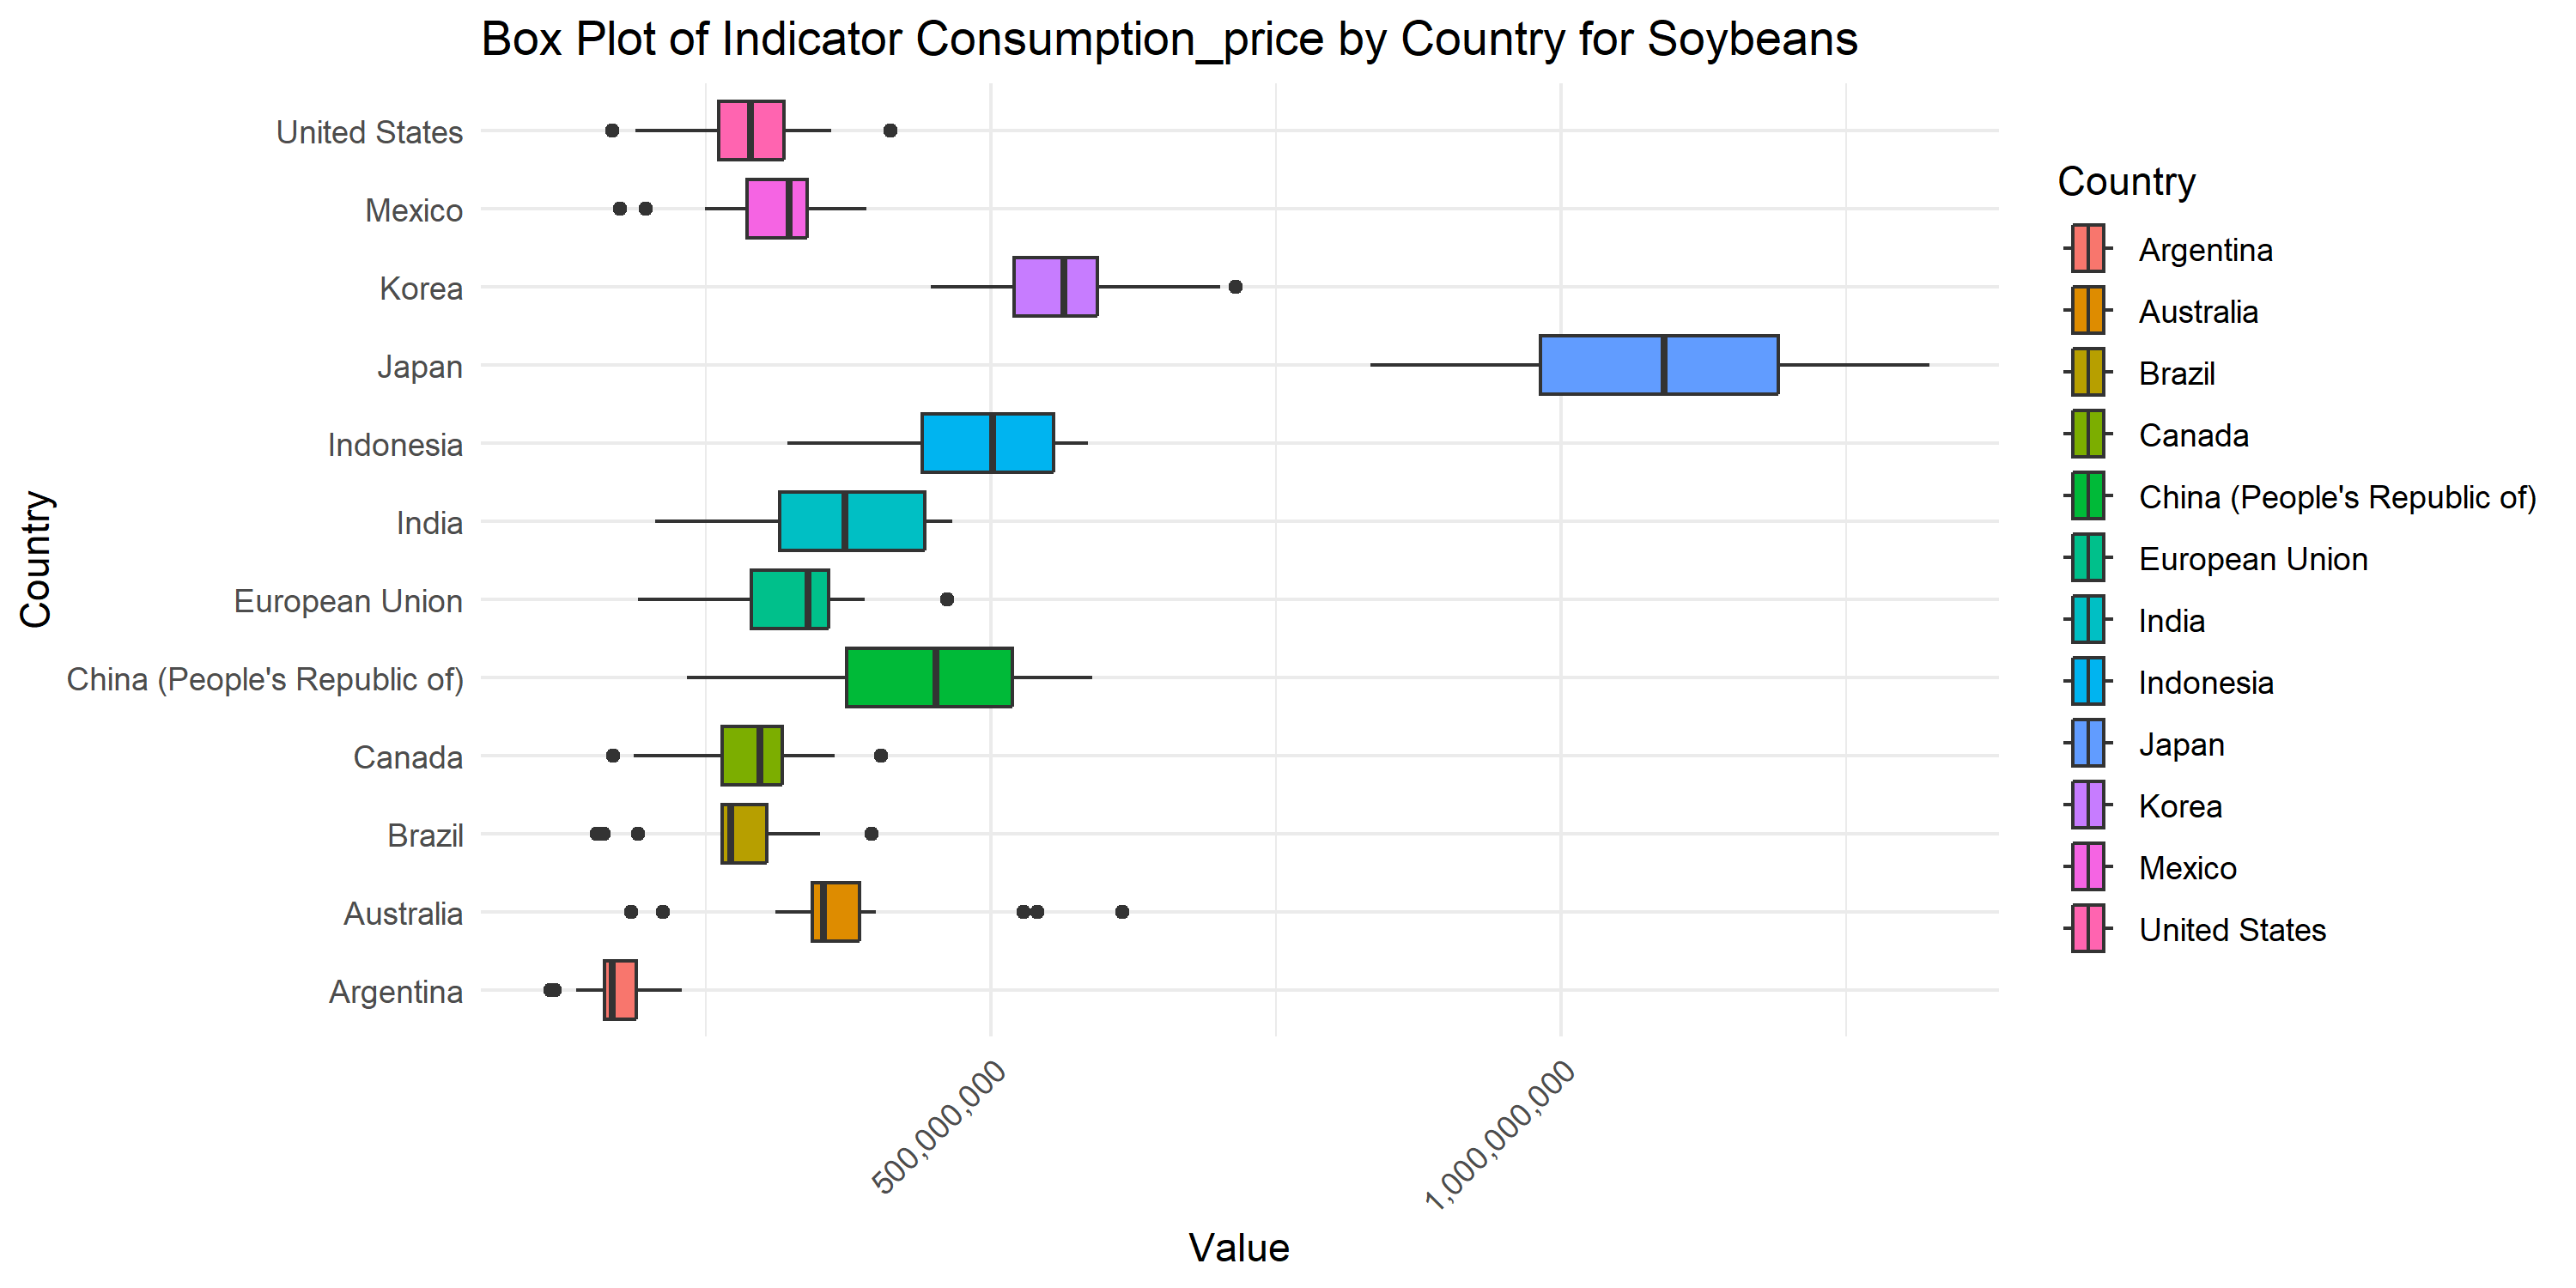 Box Plot of Indicator Consumption_price by Country for Soybeans
Country
United States
Mexico
Korea
Japan
Indonesia
India
European Union
China (People's Republic of)
Canada
Brazil
Australia
Argentina
500,000,000
1,000,000,000
Value
Country
Argentina
Australia
Brazil
Canada
China (People's Republic of)
European Union
India
Indonesia
Japan
Korea
Mexico
United States